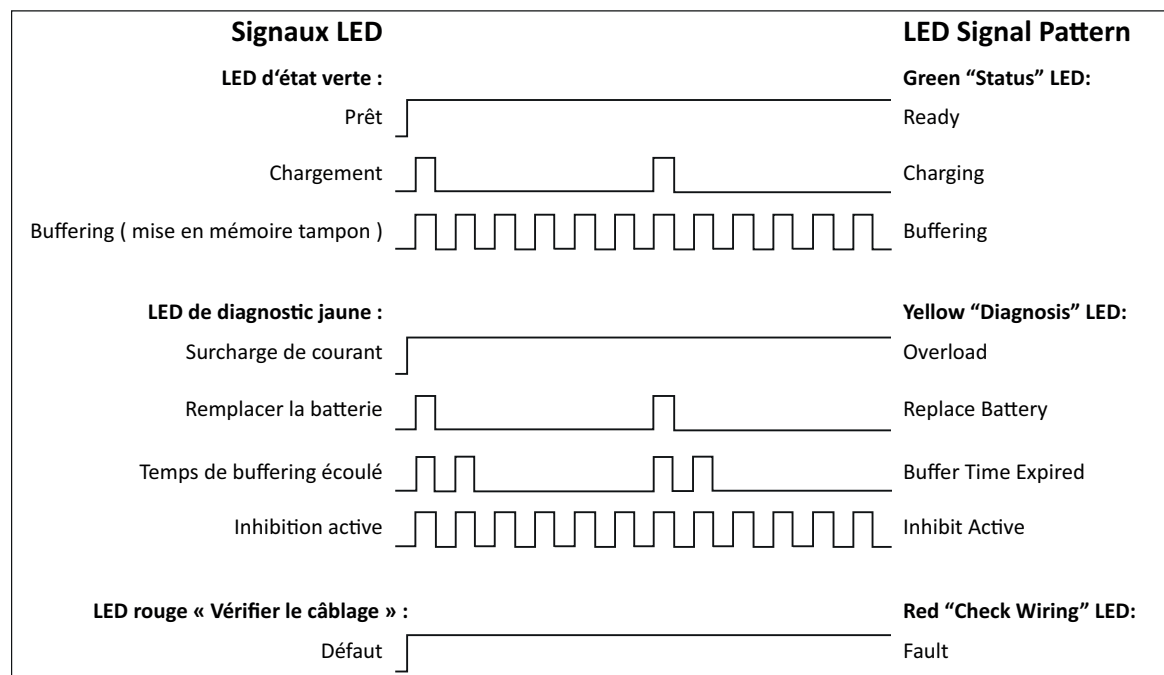 Signaux LED LED Signal Pattern
LED d‘état verte : Green “Status” LED:
Prêt Ready
Chargement Charging
Buffering ( mise en mémoire tampon ) Buffering
LED de diagnostic jaune : Yellow “Diagnosis” LED:
Surcharge de courant Overload
Remplacer la batterie Replace Battery
Temps de buffering écoulé Buffer Time Expired
Inhibition active Inhibit Active
LED rouge « Vérifier le câblage » : Red “Check Wiring” LED:
Défaut Fault